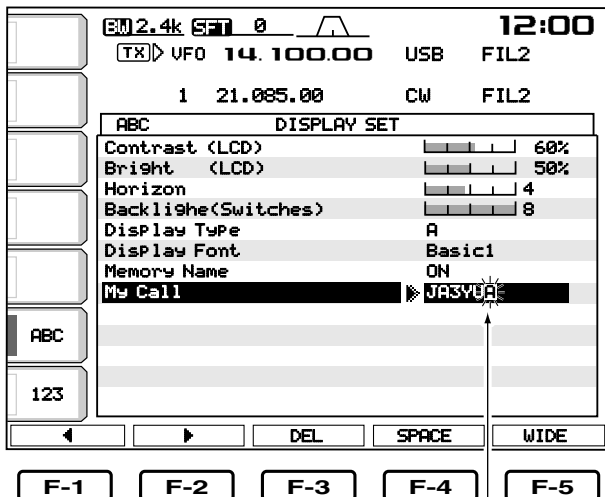 BW 2.4k SFT 0 12:00
TX VFO 14.100.00 USB FIL2
1 21.085.00 CW FIL2
ABC DISPLAY SET
Contrast (LCD) 60%
Bright (LCD) 50%
Horizon 4
Backlighe(Switches) 8
Display Type A
Display Font Basic1
Memory Name ON
My Call JA3YUA
ABC
123
DEL SPACE WIDE
F-1 F-2 F-3 F-4 F-5